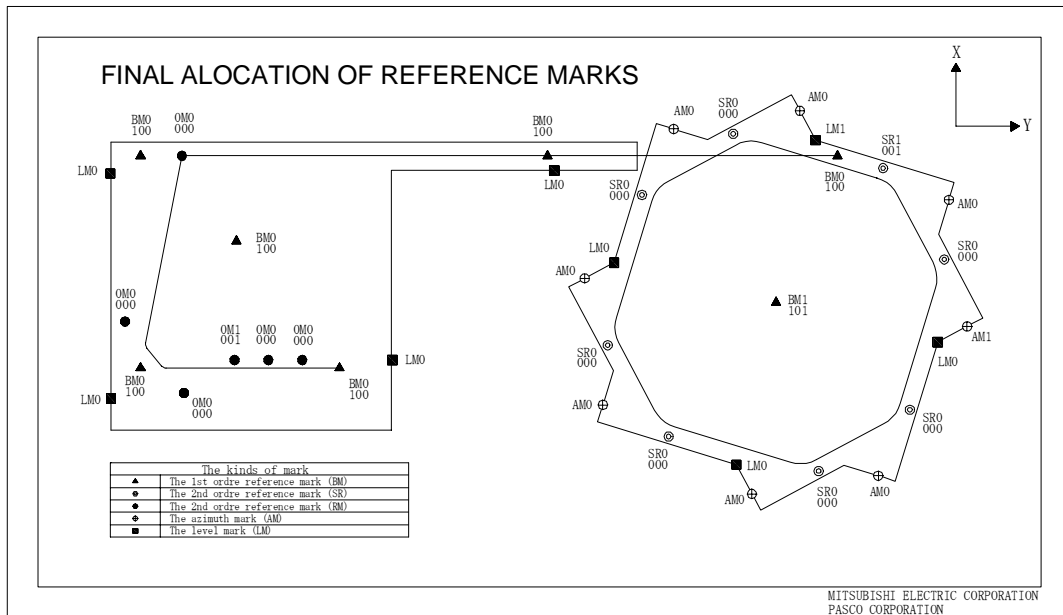 FINAL ALOCATION OF REFERENCE MARKS
X
Y
BM0
100
OM0
000
BM0
100
LM0
LM0
BM0
100
OM0
000
OM1
001
OM0
000
OM0
000
LM0
BM0
100
BM0
100
LM0
OM0
000
AM0
SR0
000
AM0
LM1
SR1
001
BM0
100
SR0
000
AM0
LM0
AM0
SR0
000
BM1
101
AM1
SR0
000
LM0
AM0
SR0
000
SR0
000
LM0
AM0
SR0
000
AM0
The kinds of mark
The 1st ordre reference mark (BM)
The 2nd ordre reference mark (SR)
The 2nd ordre reference mark (RM)
The azimuth mark (AM)
The level mark (LM)
MITSUBISHI ELECTRIC CORPORATION
PASCO CORPORATION